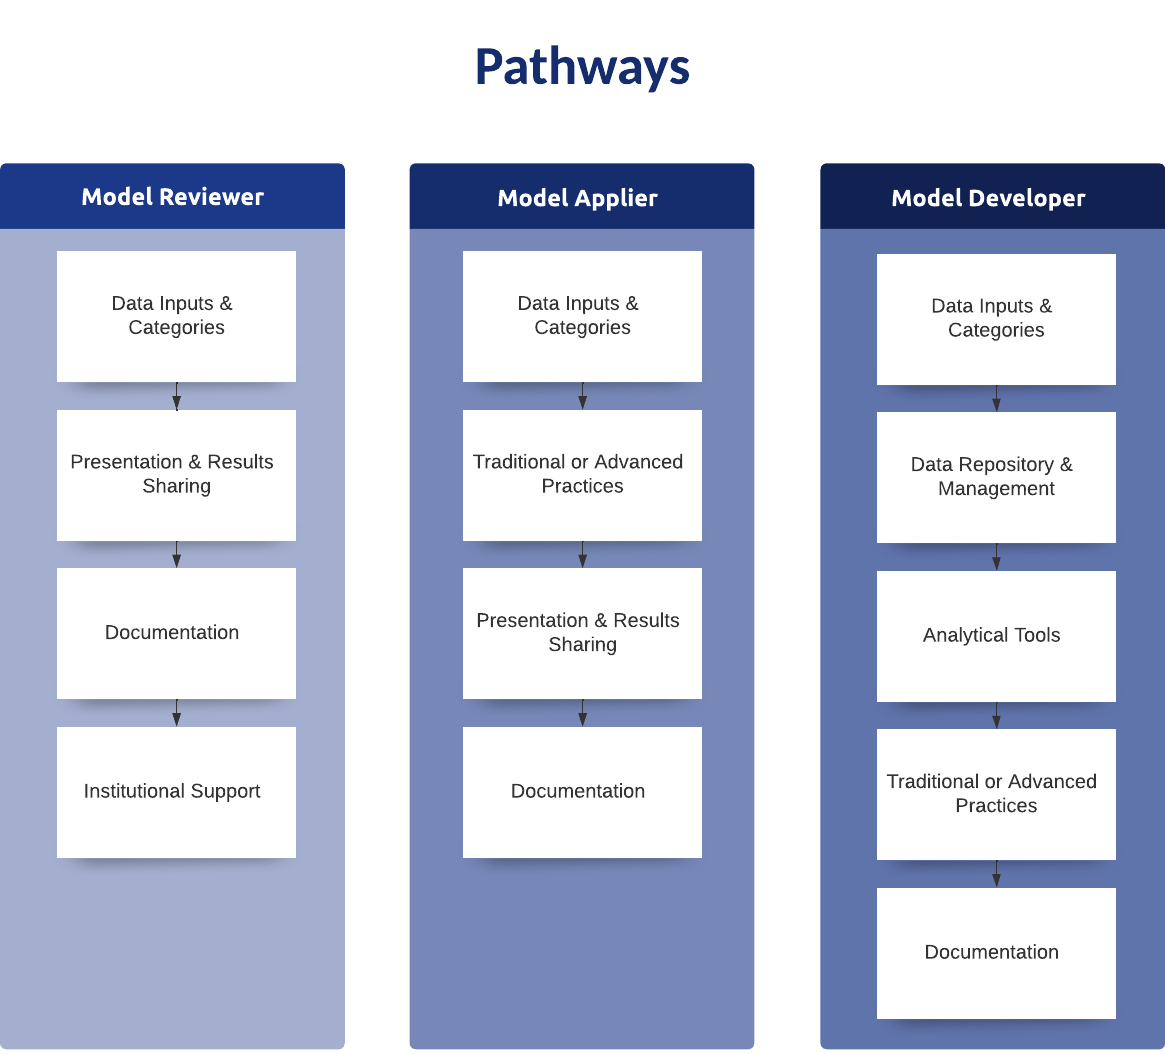 Pathways
Model Reviewer
Data Inputs &
Categories
Presentation & Results
Sharing
Documentation
Institutional Support
Model Applier
Data Inputs &
Categories
Traditional or Advanced
Practices
Presentation & Results
Sharing
Documentation
Model Developer
Data Inputs &
Categories
Data Repository &
Management
Analytical Tools
Traditional or Advanced
Practices
Documentation